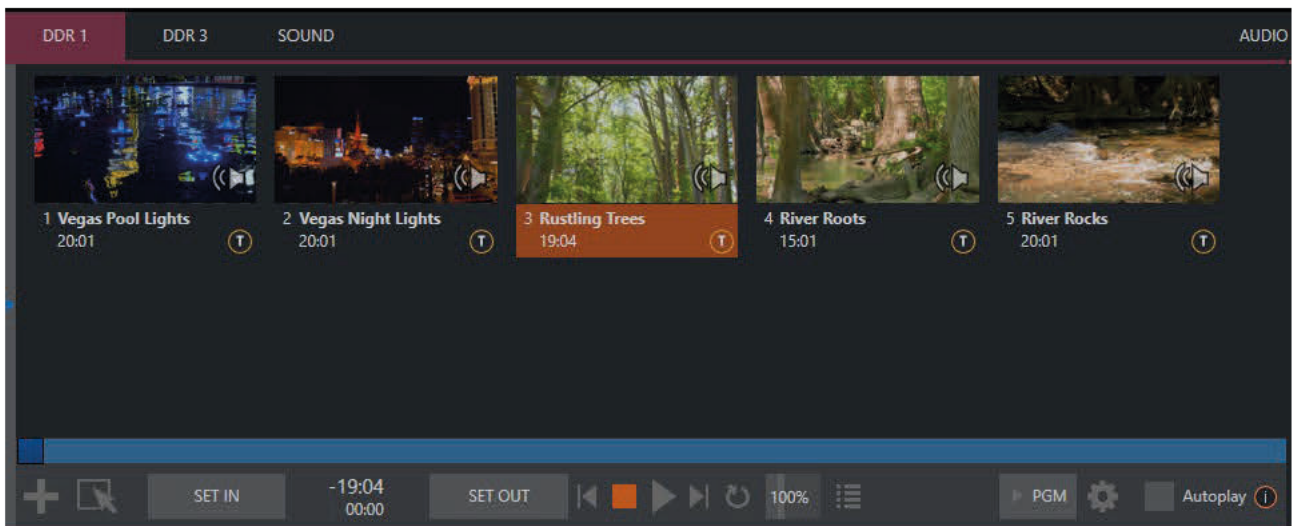 DDR 1 DDR 3 SOUND AUDIO
1 Vegas Pool Lights 2 Vegas Night Lights 3 Rustling Trees 4 River Roots 5 River Rocks
20:01 T 20:01 T 19:04 T 15:01 T 20:01 T
SET IN -19:04 SET OUT 100% PGM Autoplay i
00:00